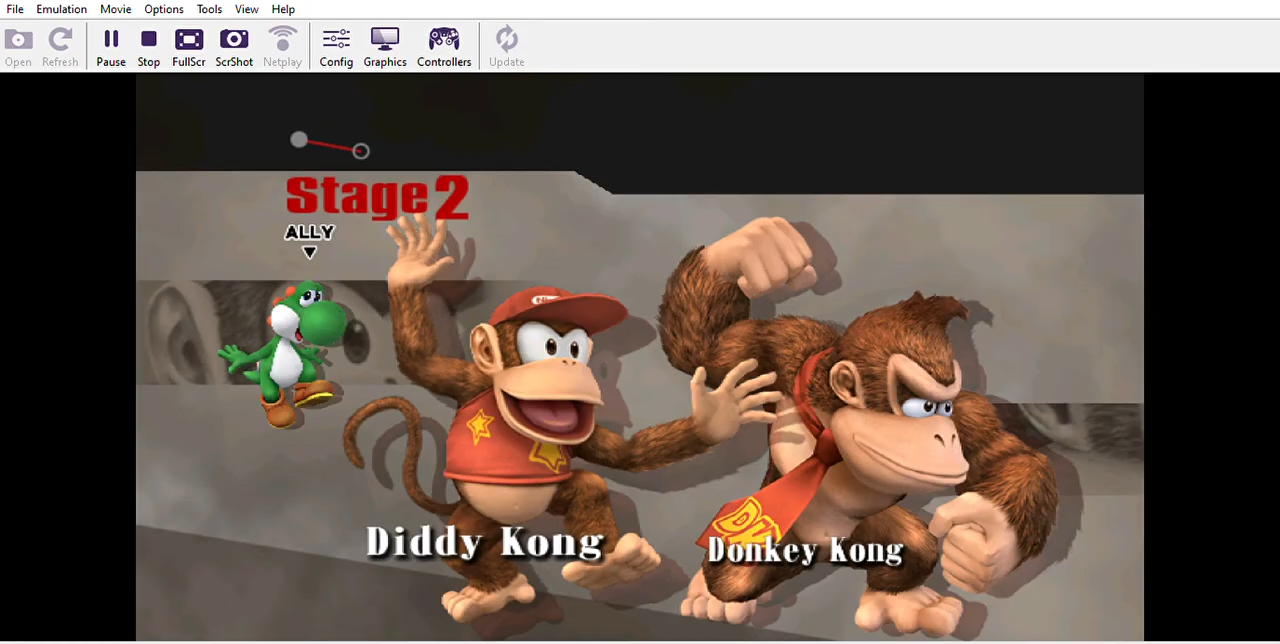 File Emulation Movie Options Tools View Help
Open Refresh Pause Stop FullScr ScrShot Netplay Config Graphics Controllers Update
Stage 2
ALLY
Diddy Kong
Donkey Kong
DK